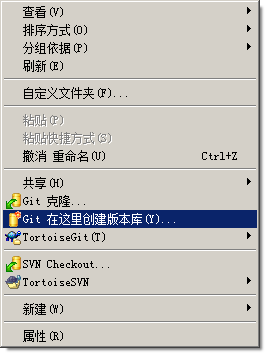 查看(V)
排序方式(O)
分组依据(P)
刷新(E)
自定义文件夹(F)...
粘贴(P)
粘贴快捷方式(S)
撤消 重命名(U) Ctrl+Z
共享(H)
Git 克隆...
Git 在这里创建版本库(Y)...
TortoiseGit(T)
SVN Checkout...
TortoiseSVN
新建(W)
属性(R)